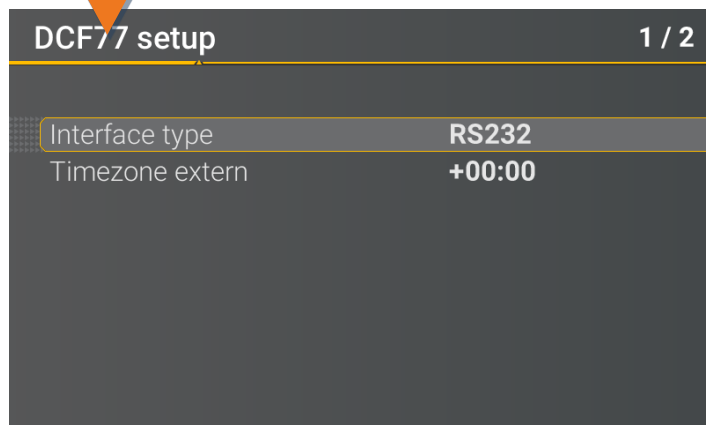 DCF77 setup 1 / 2
Interface type RS232
Timezone extern +00:00